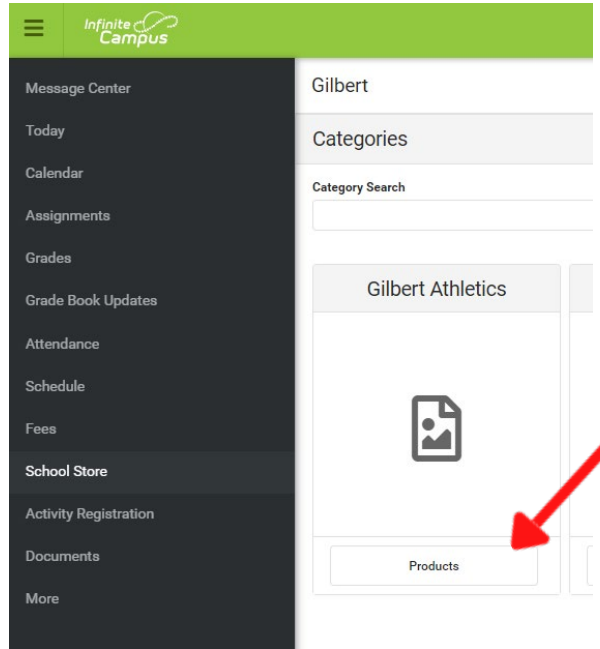 Infinite
Campus
Message Center
Today
Calendar
Assignments
Grades
Grade Book Updates
Attendance
Schedule
Fees
School Store
Activity Registration
Documents
More
Gilbert
Categories
Category Search
Gilbert Athletics
Products